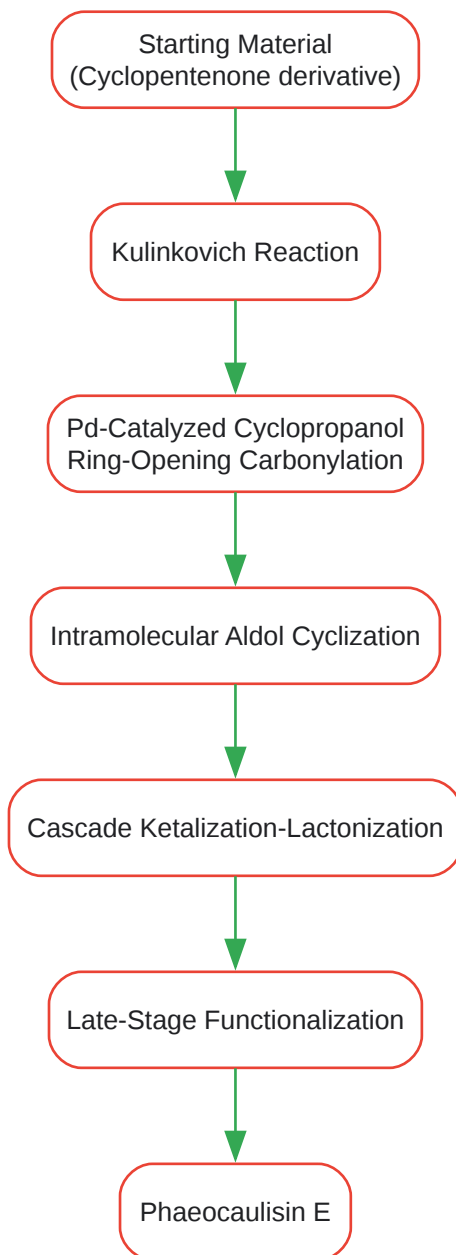 Starting Material
(Cyclopentenone derivative)
Kulinkovich Reaction
Pd-Catalyzed Cyclopropanol
Ring-Opening Carbonylation
Intramolecular Aldol Cyclization
Cascade Ketalization-Lactonization
Late-Stage Functionalization
Phaeocaulisin E